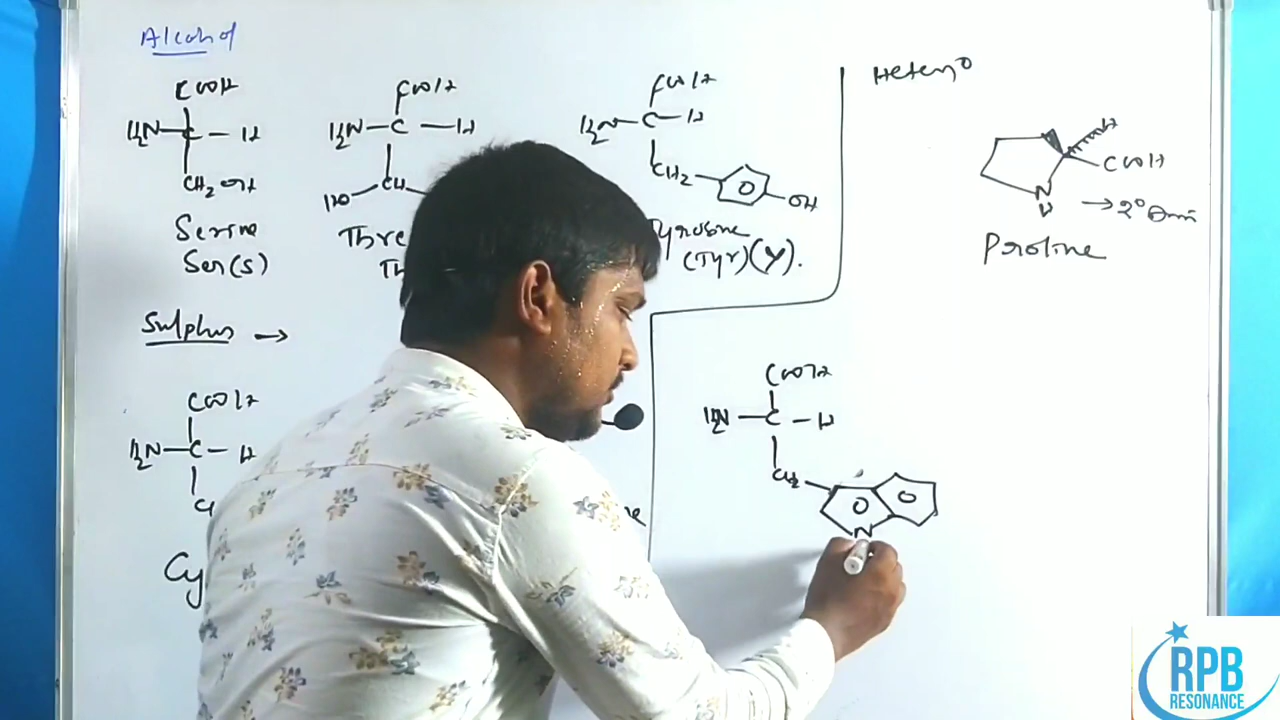 Alcohol
COOH
H₂N—C—H
CH₂OH
Serine
Ser(S)
COOH
H₂N—C—H
HO—CH
Thre
Th
COOH
H₂N—C—H
CH₂
OH
Tyrosine
(Tyr)(Y).
Hetero
H
COOH
N
H
→2°
Proline
Sulphur →
COOH
H₂N—C—H
C
Cy
ne
COOH
H₂N—C—H
CH₂
N
RPB
RESONANCE